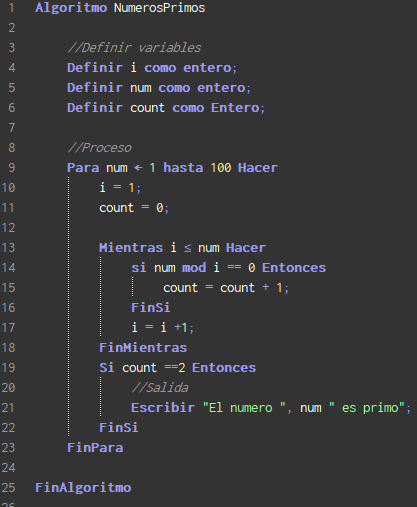 1 Algoritmo NumerosPrimos
2
3 //Definir variables
4 Definir i como entero;
5 Definir num como entero;
6 Definir count como Entero;
7
8 //Proceso
9 Para num ← 1 hasta 100 Hacer
10 i = 1;
11 count = 0;
12
13 Mientras i ≤ num Hacer
14 si num mod i == 0 Entonces
15 count = count + 1;
16 FinSi
17 i = i +1;
18 FinMientras
19 Si count ==2 Entonces
20 //Salida
21 Escribir "El numero ", num " es primo";
22 FinSi
23 FinPara
24
25 FinAlgoritmo
26